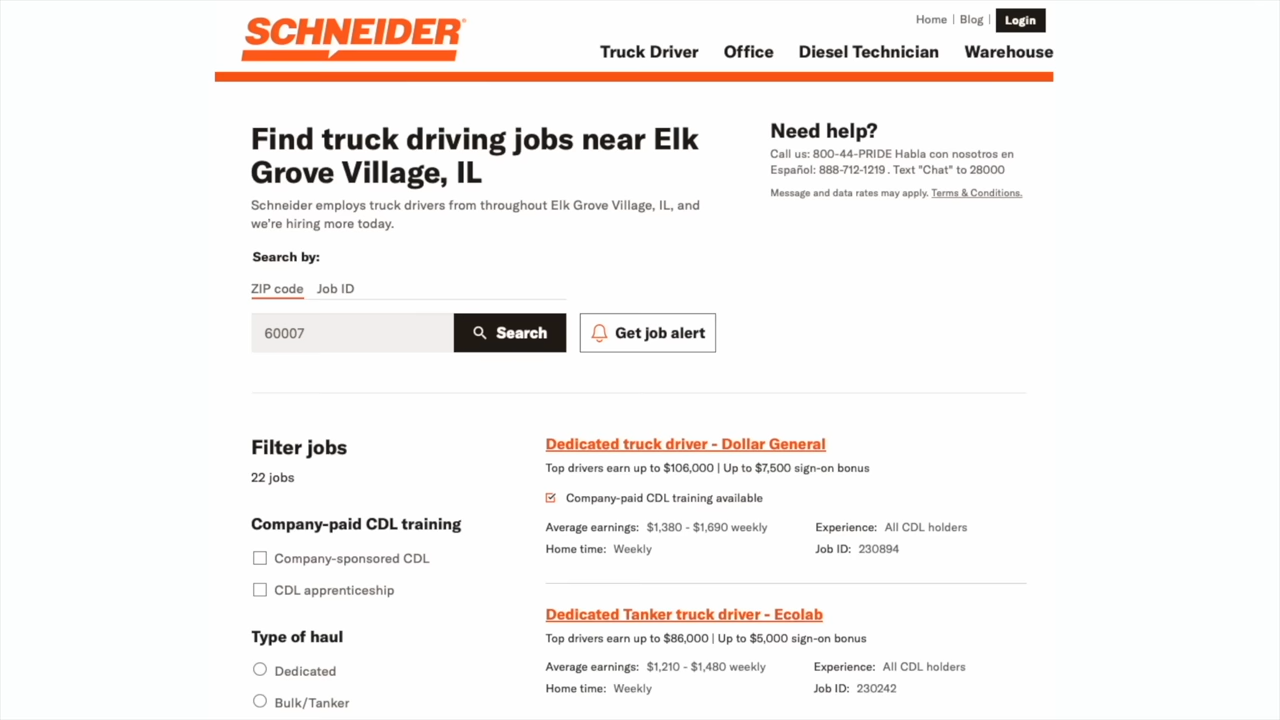 SCHNEIDER
Home | Blog | Login
Truck Driver Office Diesel Technician Warehouse
Find truck driving jobs near Elk
Grove Village, IL
Schneider employs truck drivers from throughout Elk Grove Village, IL, and
we're hiring more today.
Need help?
Call us: 800-44-PRIDE Habla con nosotros en
Español: 888-712-1219 . Text "Chat" to 28000
Message and data rates may apply. Terms & Conditions.
Search by:
ZIP code Job ID
60007 Search Get job alert
Filter jobs
22 jobs
Company-paid CDL training
Company-sponsored CDL
CDL apprenticeship
Type of haul
Dedicated
Bulk/Tanker
Dedicated truck driver - Dollar General
Top drivers earn up to $106,000 | Up to $7,500 sign-on bonus
Company-paid CDL training available
Average earnings: $1,380 - $1,690 weekly Experience: All CDL holders
Home time: Weekly Job ID: 230894
Dedicated Tanker truck driver - Ecolab
Top drivers earn up to $86,000 | Up to $5,000 sign-on bonus
Average earnings: $1,210 - $1,480 weekly Experience: All CDL holders
Home time: Weekly Job ID: 230242